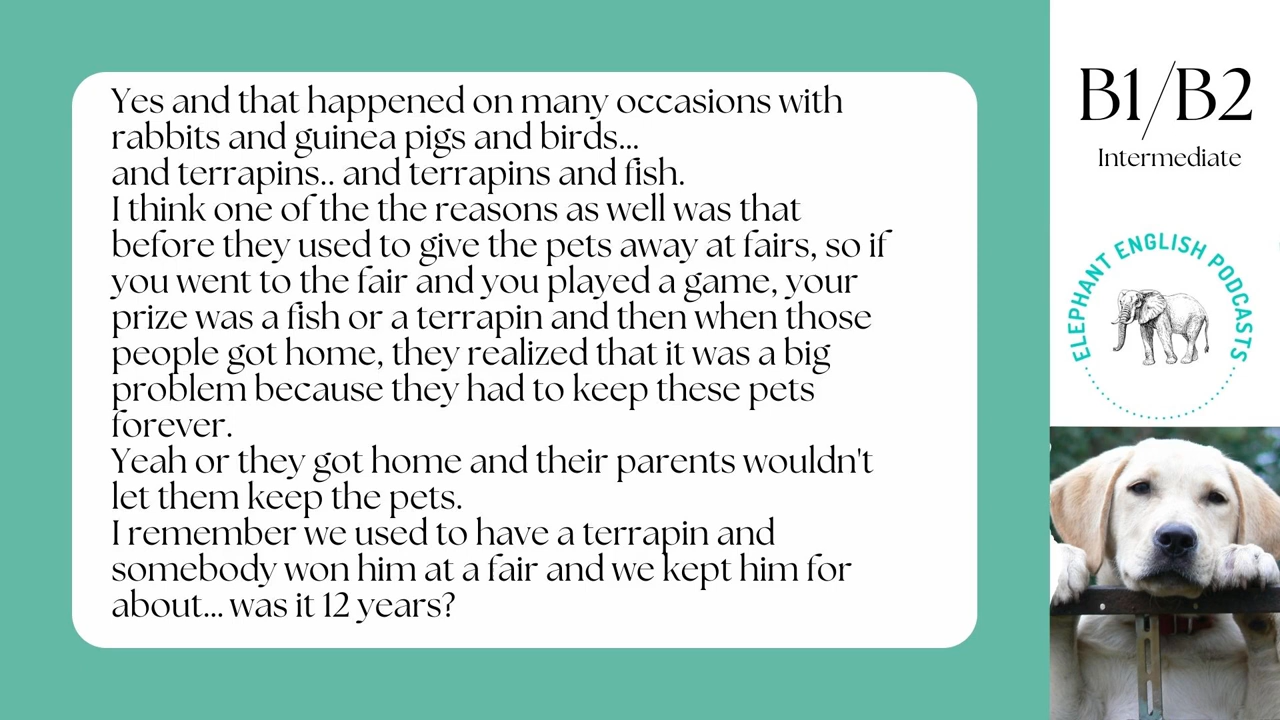 Yes and that happened on many occasions with
rabbits and guinea pigs and birds...
and terrapins.. and terrapins and fish.
I think one of the the reasons as well was that
before they used to give the pets away at fairs, so if
you went to the fair and you played a game, your
prize was a fish or a terrapin and then when those
people got home, they realized that it was a big
problem because they had to keep these pets
forever.
Yeah or they got home and their parents wouldn't
let them keep the pets.
I remember we used to have a terrapin and
somebody won him at a fair and we kept him for
about... was it 12 years?
B1/B2
Intermediate
ELEPHANT ENGLISH PODCASTS